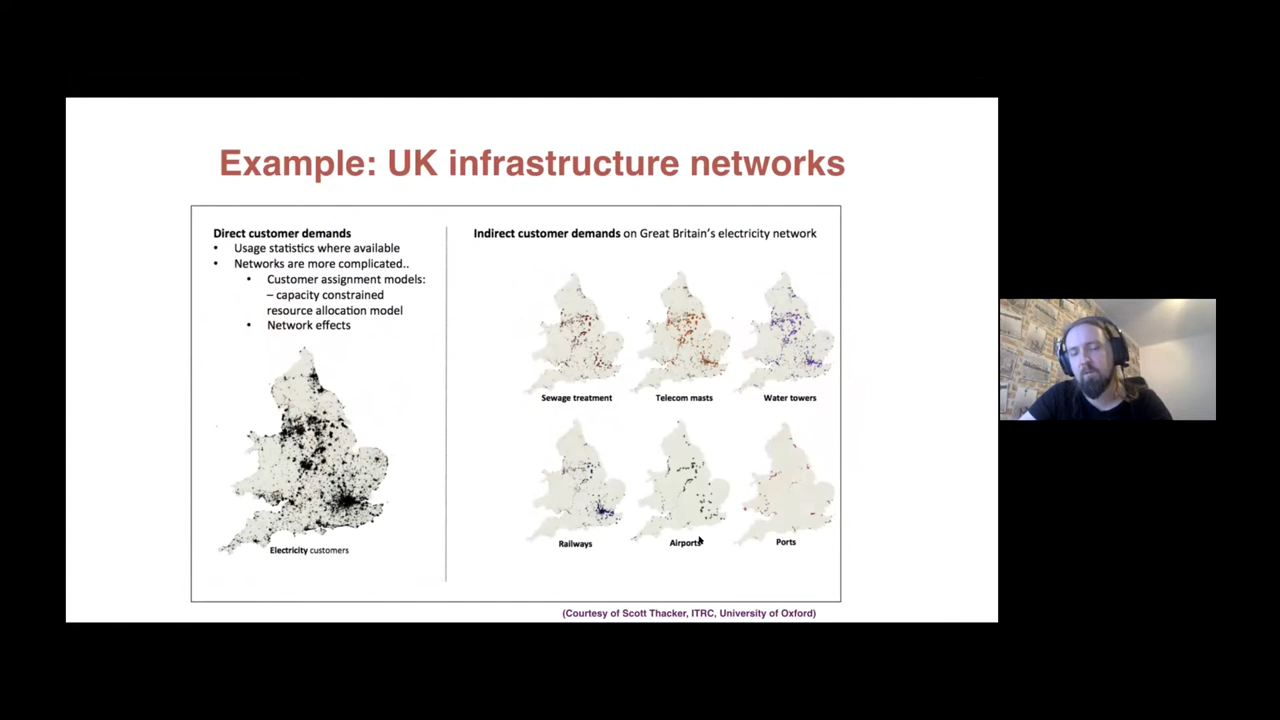 Example: UK infrastructure networks
Direct customer demands
• Usage statistics where available
• Networks are more complicated..
• Customer assignment models:
– capacity constrained
resource allocation model
• Network effects
Electricity customers
Indirect customer demands on Great Britain's electricity network
Sewage treatment
Telecom masts
Water towers
Railways
Airports
Ports
(Courtesy of Scott Thacker, ITRC, University of Oxford)